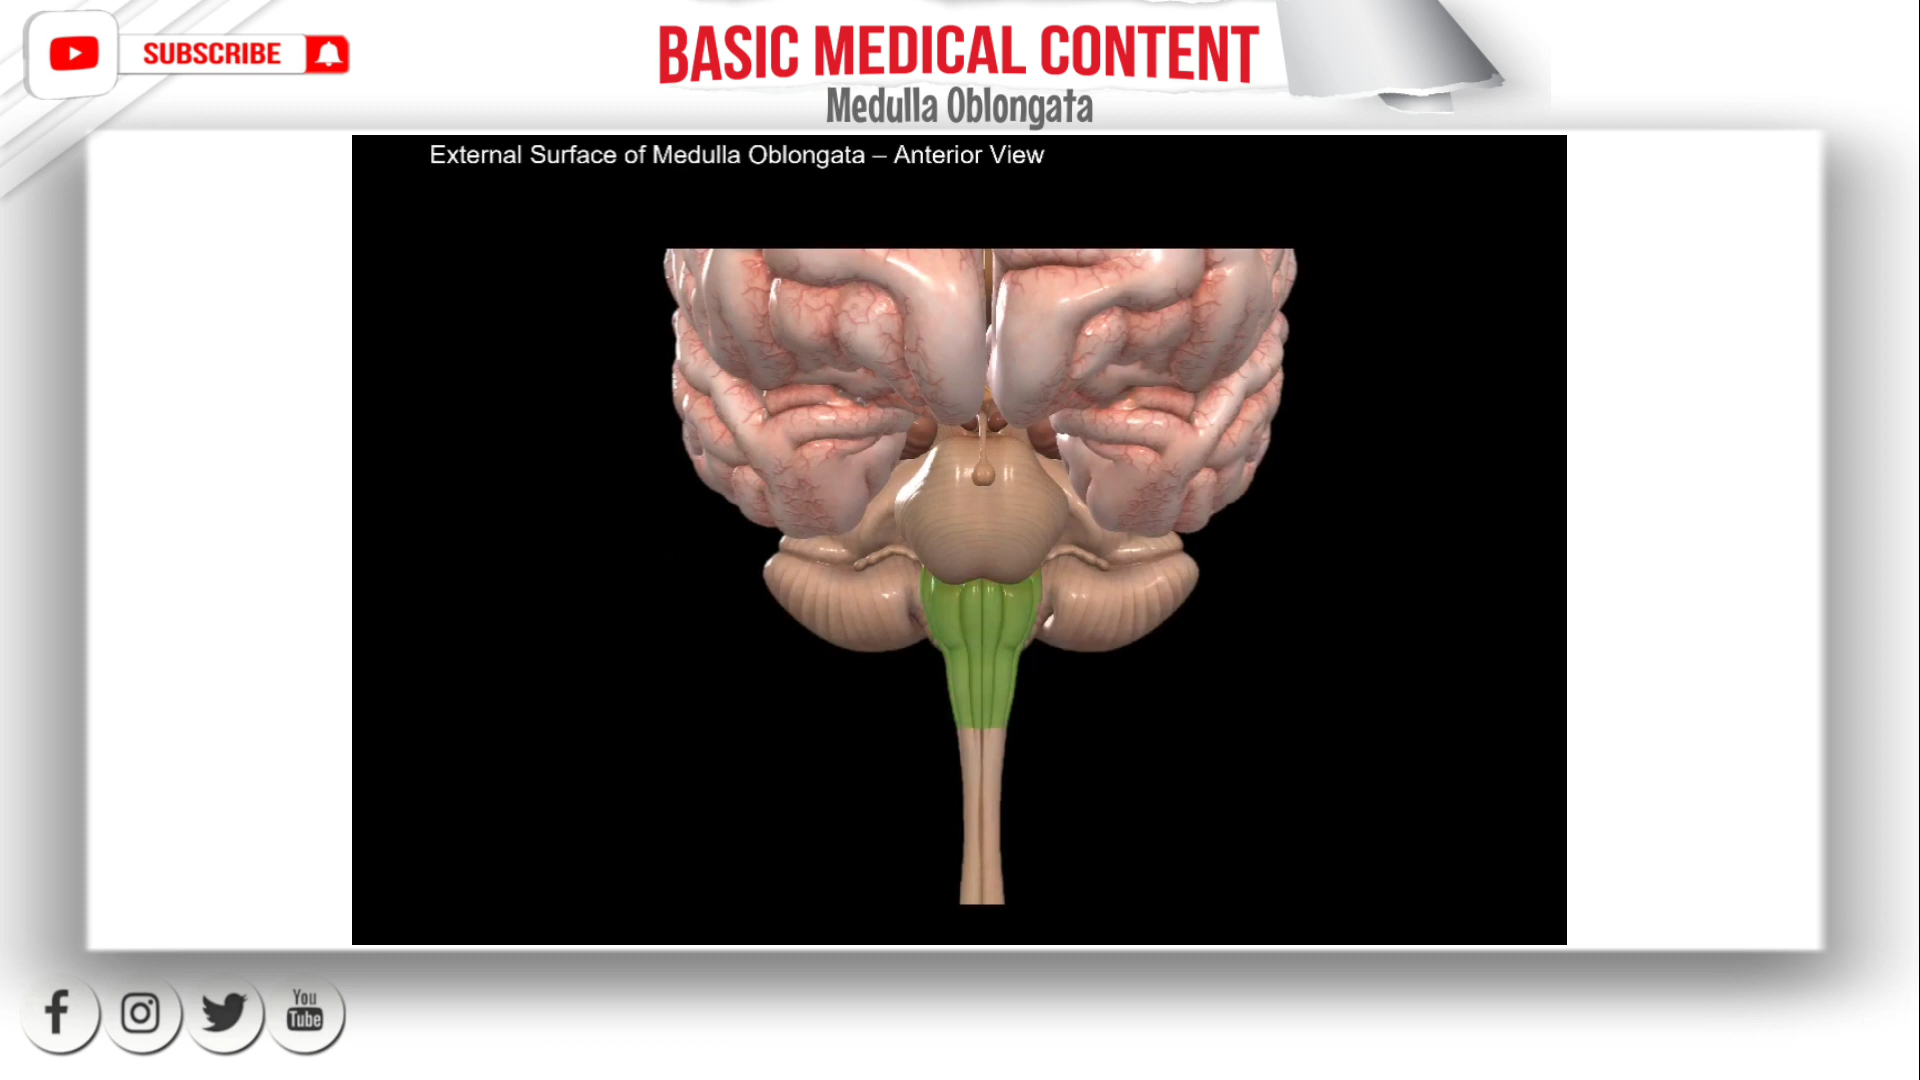 SUBSCRIBE
BASIC MEDICAL CONTENT
Medulla Oblongata
External Surface of Medulla Oblongata – Anterior View
You
Tube